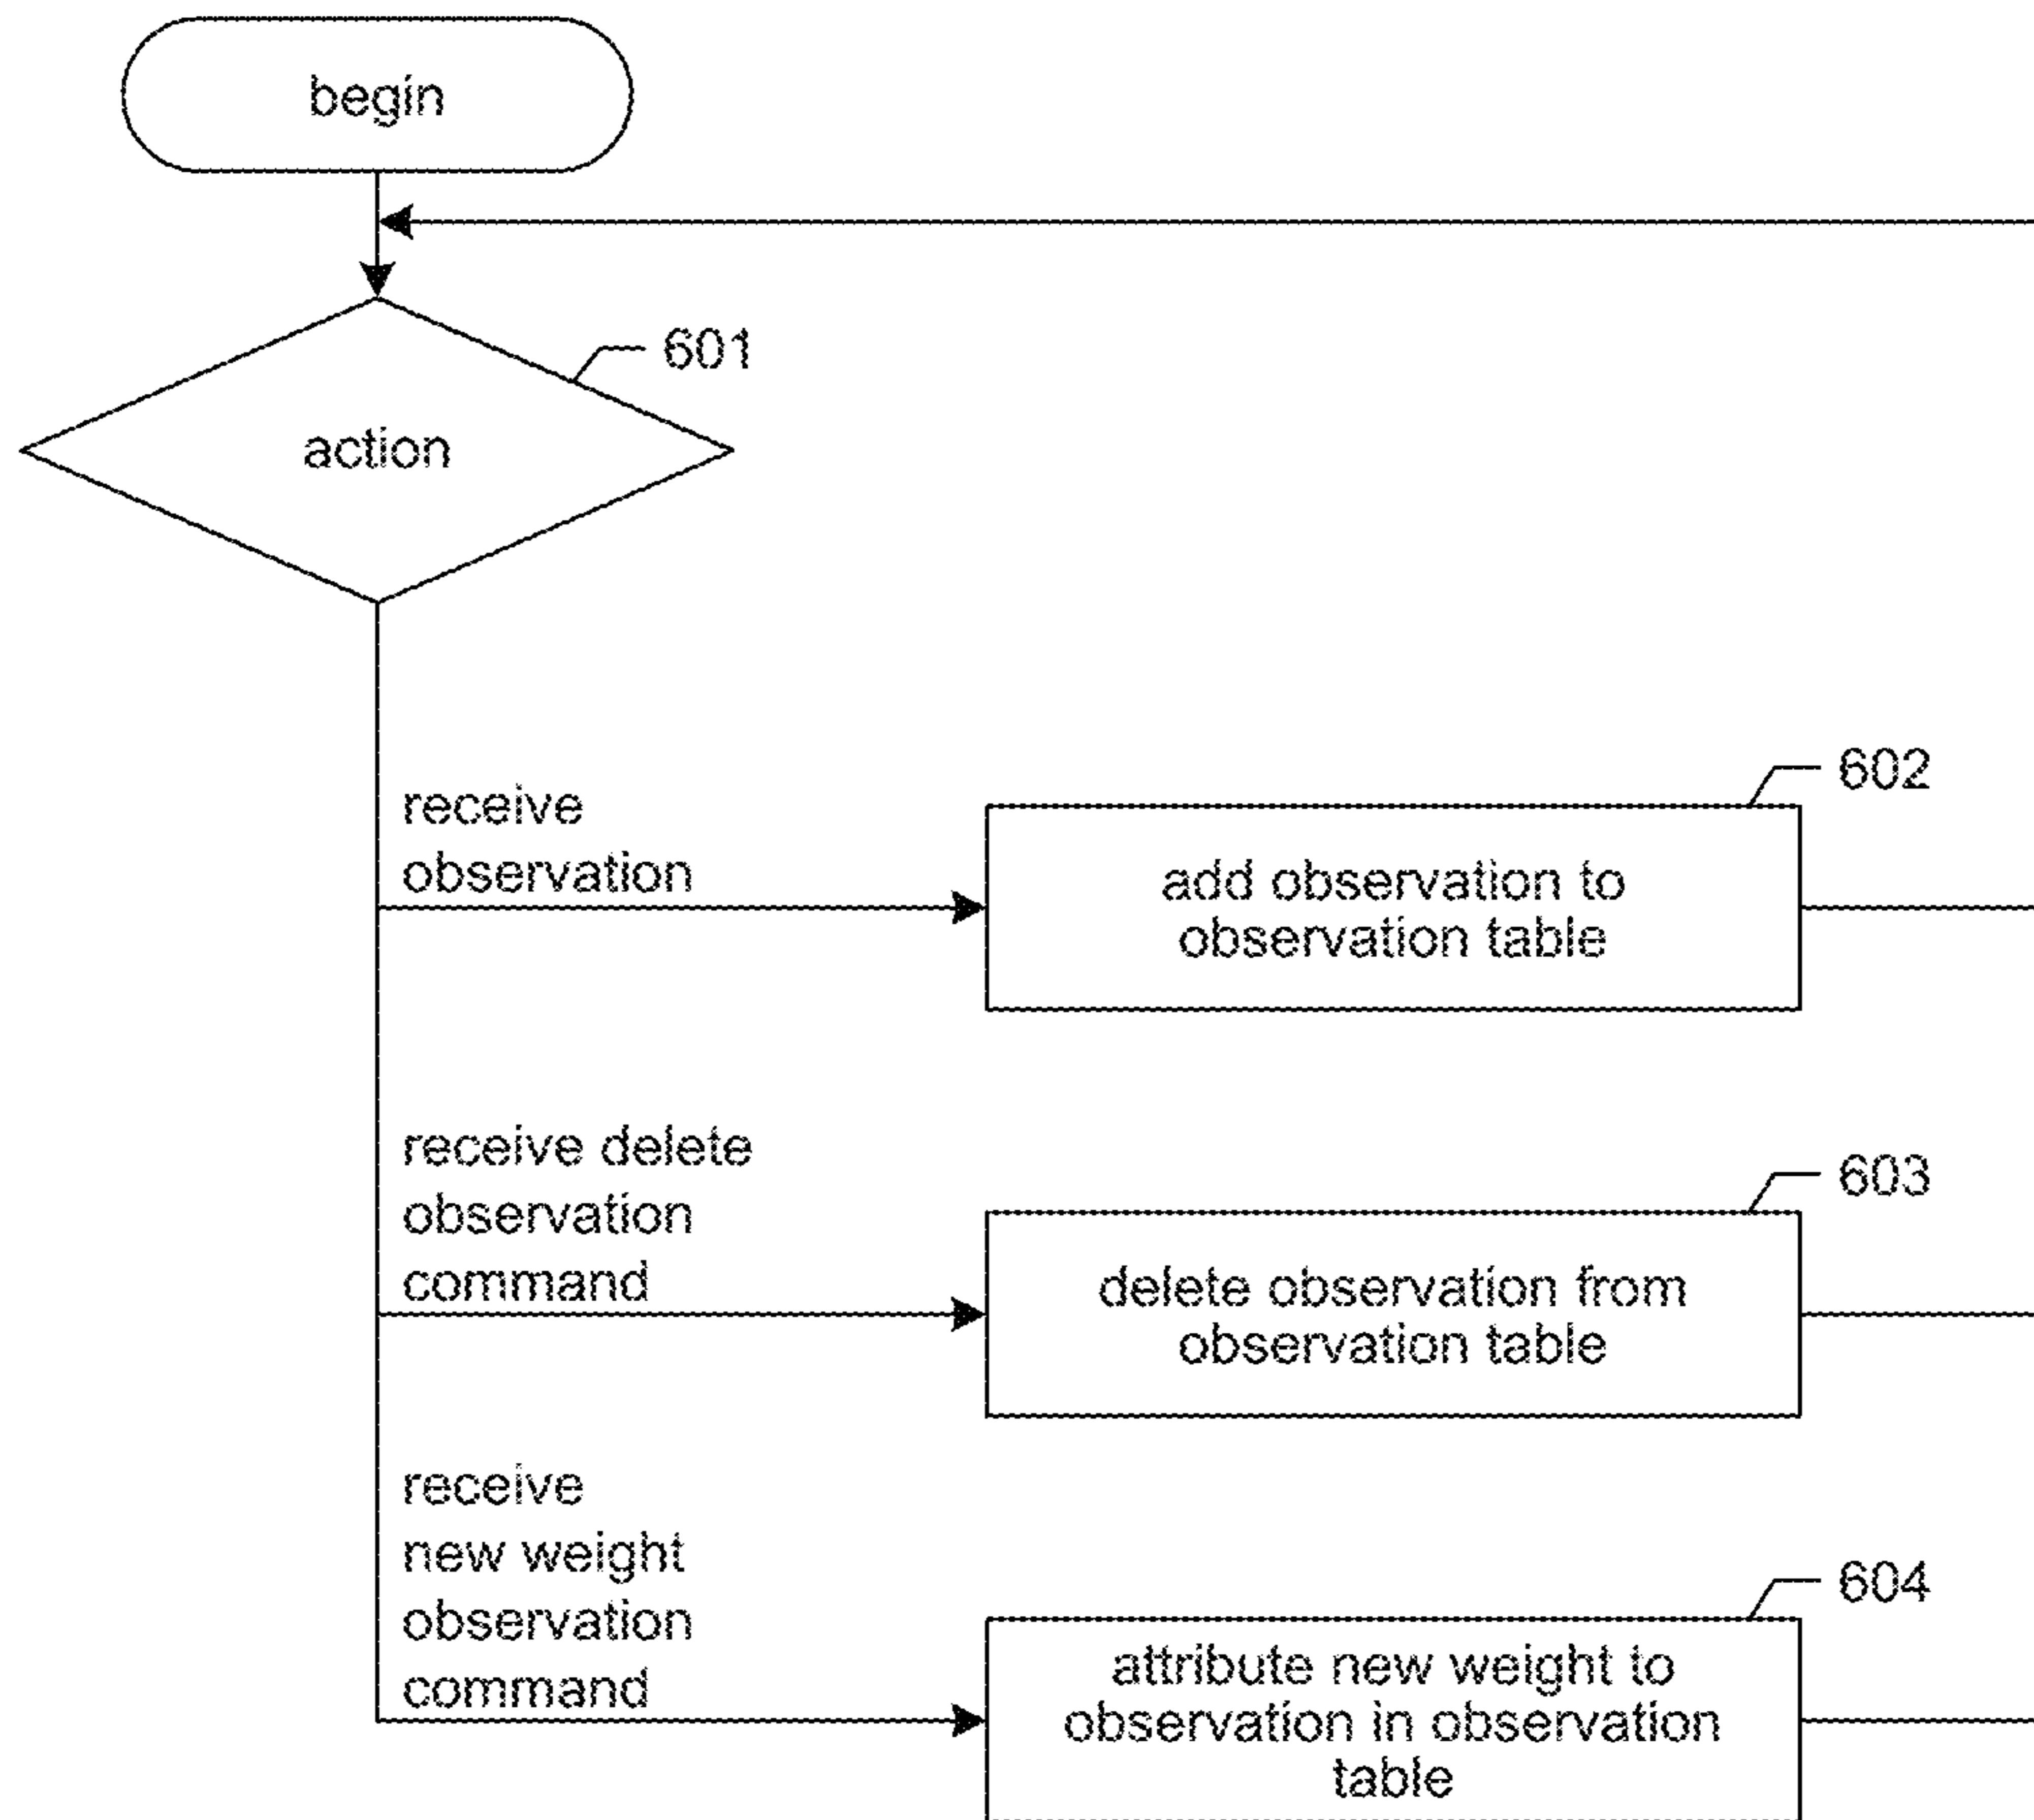 begin
601
action
602
receive
observation
add observation to
observation table
603
receive delete
observation
command
delete observation from
observation table
604
receive
new weight
observation
command
attribute new weight to
observation in observation
table